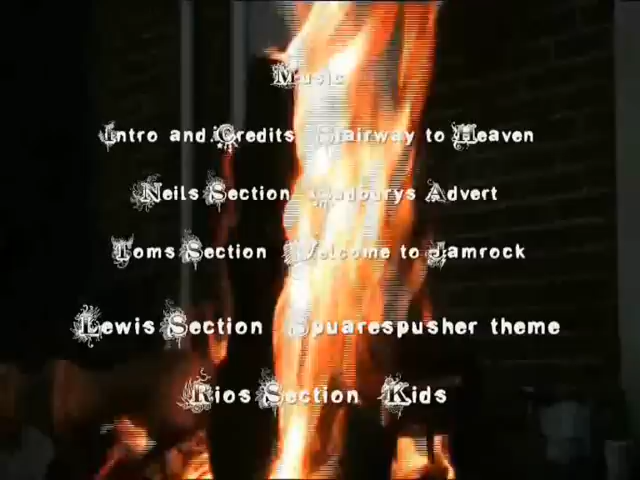 Music
Intro and Credits Stairway to Heaven
Neils Section Cadburys Advert
Toms Section Welcome to Jamrock
Lewis Section Spuarespusher theme
Rios Section Kids